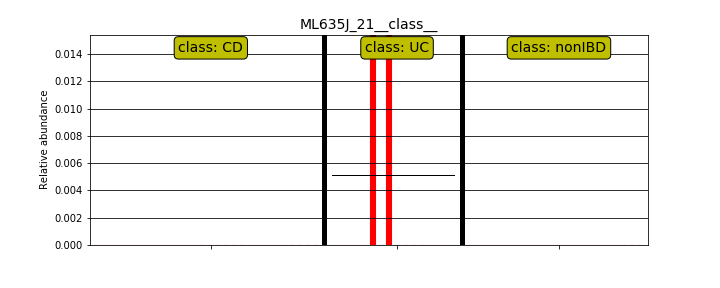 ML635J_21__class__
class: CD
class: UC
class: nonIBD
Relative abundance
0.014
0.012
0.010
0.008
0.006
0.004
0.002
0.000